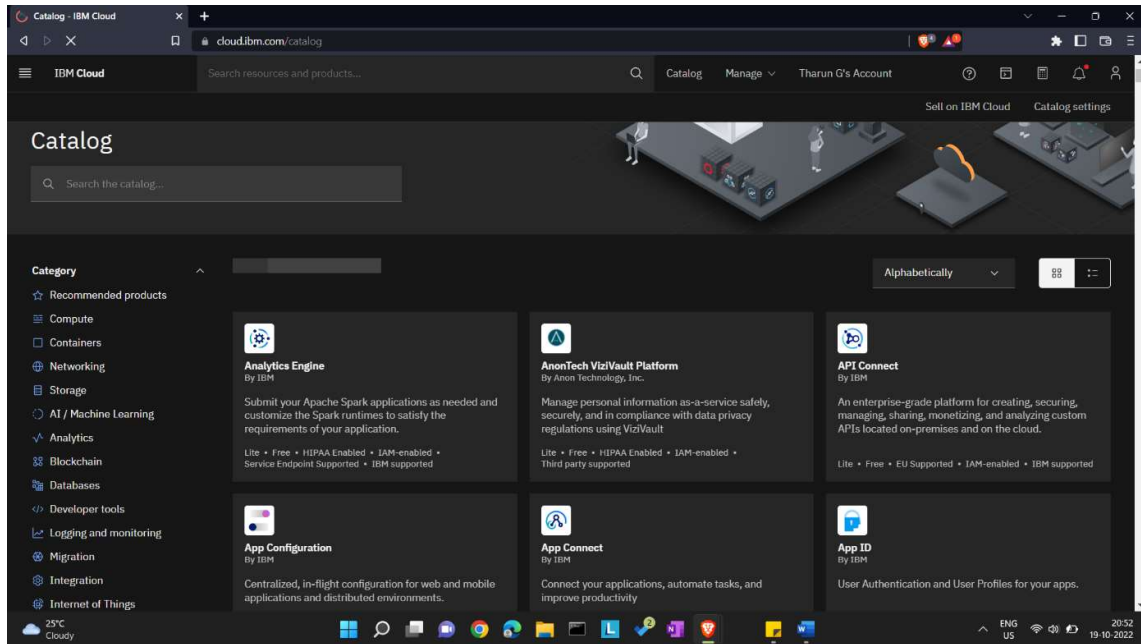 Catalog - IBM Cloud
cloud.ibm.com/catalog
IBM Cloud
Search resources and products...
Catalog
Manage
Tharun G's Account
Sell on IBM Cloud
Catalog settings
Catalog
Search the catalog...
Category
Alphabetically
Recommended products
Compute
Containers
Networking
Storage
AI / Machine Learning
Analytics
Blockchain
Databases
Developer tools
Logging and monitoring
Migration
Integration
Internet of Things
Analytics Engine
By IBM
Submit your Apache Spark applications as needed and
customize the Spark runtimes to satisfy the
requirements of your application.
Lite • Free • HIPAA Enabled • IAM-enabled •
Service Endpoint Supported • IBM supported
AnonTech ViziVault Platform
By Anon Technology, Inc.
Manage personal information as-a-service safely,
securely, and in compliance with data privacy
regulations using ViziVault
Lite • Free • HIPAA Enabled • IAM-enabled •
Third party supported
API Connect
By IBM
An enterprise-grade platform for creating, securing,
managing, sharing, monetizing, and analyzing custom
APIs located on-premises and on the cloud.
Lite • Free • EU Supported • IAM-enabled • IBM supported
App Configuration
By IBM
Centralized, in-flight configuration for web and mobile
applications and distributed environments.
App Connect
By IBM
Connect your applications, automate tasks, and
improve productivity
App ID
By IBM
User Authentication and User Profiles for your apps.
25°C
Cloudy
ENG
US
20:52
19-10-2022